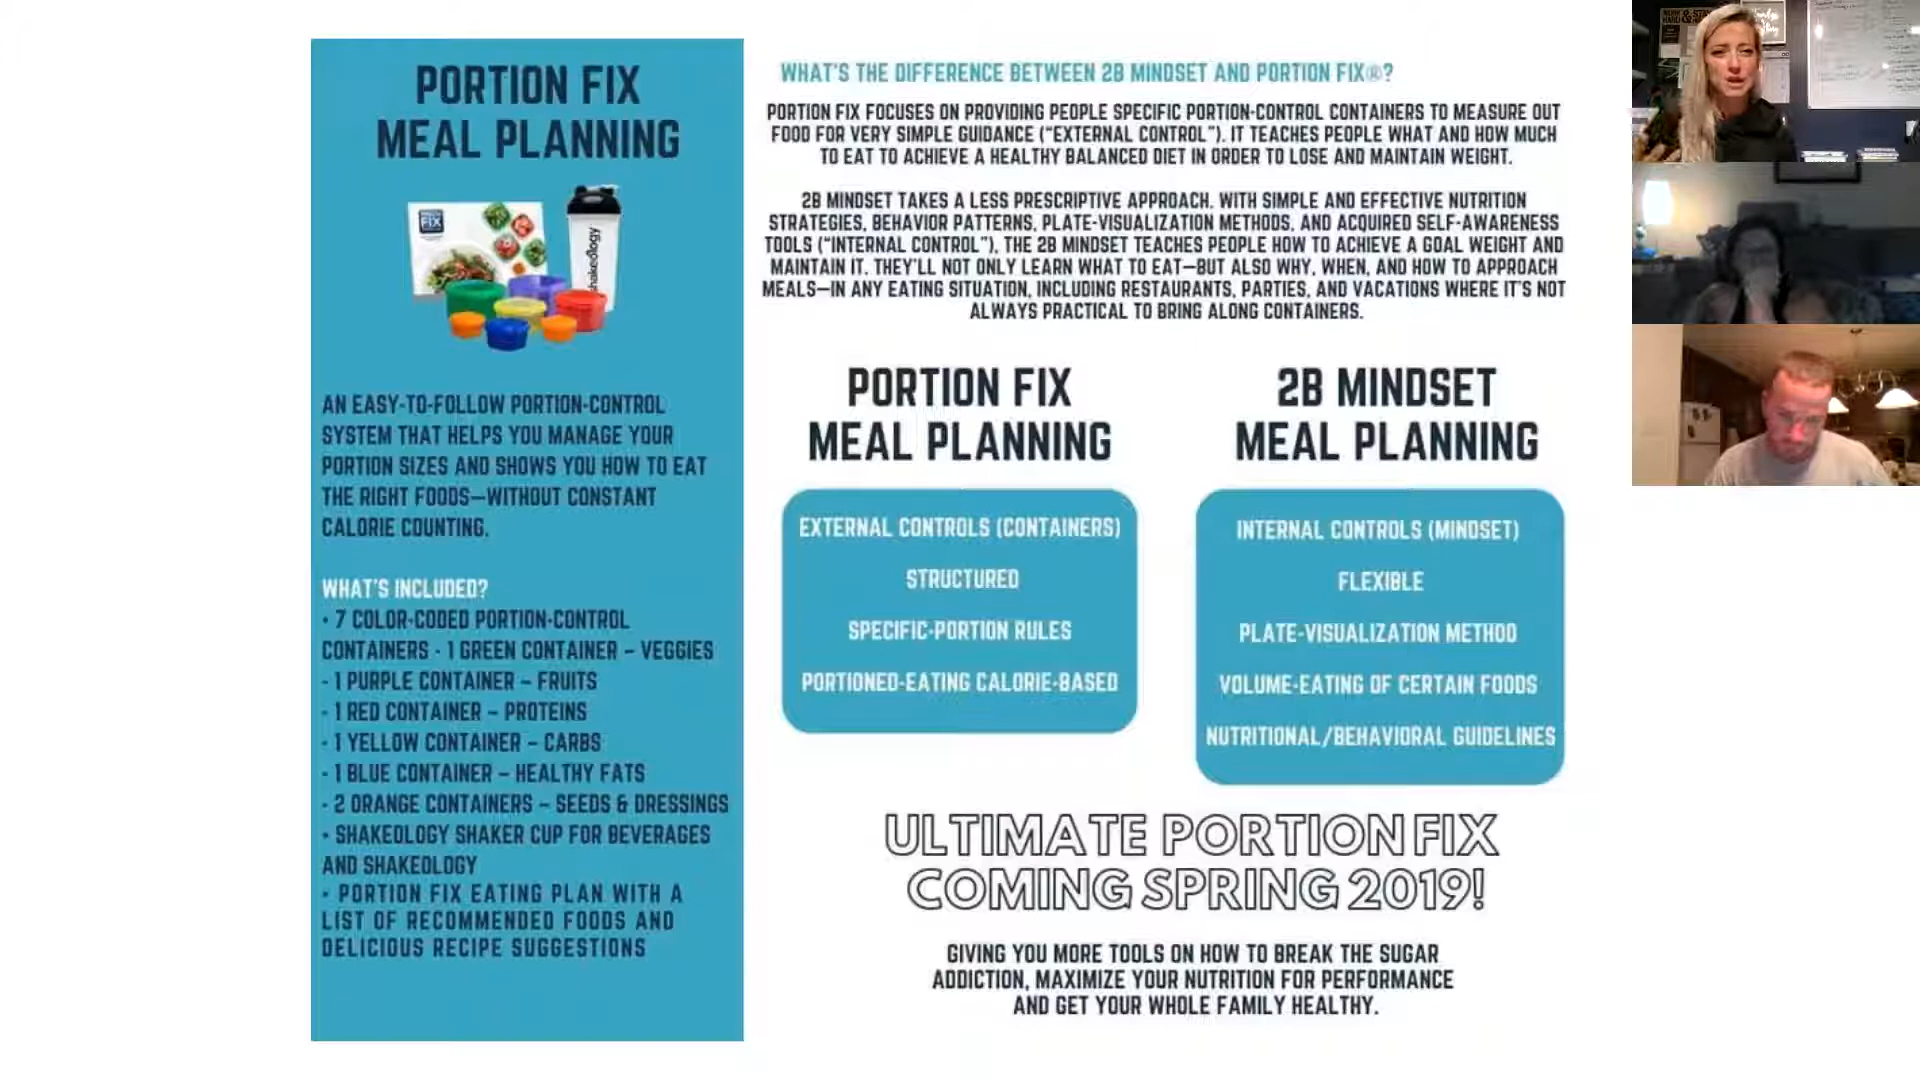 PORTION FIX
MEAL PLANNING
FIX
shakeology
AN EASY-TO-FOLLOW PORTION-CONTROL
SYSTEM THAT HELPS YOU MANAGE YOUR
PORTION SIZES AND SHOWS YOU HOW TO EAT
THE RIGHT FOODS—WITHOUT CONSTANT
CALORIE COUNTING.
WHAT'S INCLUDED?
• 7 COLOR-CODED PORTION-CONTROL
CONTAINERS - 1 GREEN CONTAINER – VEGGIES
- 1 PURPLE CONTAINER – FRUITS
- 1 RED CONTAINER – PROTEINS
- 1 YELLOW CONTAINER – CARBS
- 1 BLUE CONTAINER – HEALTHY FATS
- 2 ORANGE CONTAINERS – SEEDS & DRESSINGS
• SHAKEOLOGY SHAKER CUP FOR BEVERAGES
AND SHAKEOLOGY
• PORTION FIX EATING PLAN WITH A
LIST OF RECOMMENDED FOODS AND
DELICIOUS RECIPE SUGGESTIONS
WHAT'S THE DIFFERENCE BETWEEN 2B MINDSET AND PORTION FIX®?
PORTION FIX FOCUSES ON PROVIDING PEOPLE SPECIFIC PORTION-CONTROL CONTAINERS TO MEASURE OUT
FOOD FOR VERY SIMPLE GUIDANCE ("EXTERNAL CONTROL"). IT TEACHES PEOPLE WHAT AND HOW MUCH
TO EAT TO ACHIEVE A HEALTHY BALANCED DIET IN ORDER TO LOSE AND MAINTAIN WEIGHT.
2B MINDSET TAKES A LESS PRESCRIPTIVE APPROACH. WITH SIMPLE AND EFFECTIVE NUTRITION
STRATEGIES, BEHAVIOR PATTERNS, PLATE-VISUALIZATION METHODS, AND ACQUIRED SELF-AWARENESS
TOOLS ("INTERNAL CONTROL"), THE 2B MINDSET TEACHES PEOPLE HOW TO ACHIEVE A GOAL WEIGHT AND
MAINTAIN IT. THEY'LL NOT ONLY LEARN WHAT TO EAT—BUT ALSO WHY, WHEN, AND HOW TO APPROACH
MEALS—IN ANY EATING SITUATION, INCLUDING RESTAURANTS, PARTIES, AND VACATIONS WHERE IT'S NOT
ALWAYS PRACTICAL TO BRING ALONG CONTAINERS.
PORTION FIX
MEAL PLANNING
EXTERNAL CONTROLS (CONTAINERS)
STRUCTURED
SPECIFIC-PORTION RULES
PORTIONED-EATING CALORIE-BASED
2B MINDSET
MEAL PLANNING
INTERNAL CONTROLS (MINDSET)
FLEXIBLE
PLATE-VISUALIZATION METHOD
VOLUME-EATING OF CERTAIN FOODS
NUTRITIONAL/BEHAVIORAL GUIDELINES
ULTIMATE PORTION FIX
COMING SPRING 2019!
GIVING YOU MORE TOOLS ON HOW TO BREAK THE SUGAR
ADDICTION, MAXIMIZE YOUR NUTRITION FOR PERFORMANCE
AND GET YOUR WHOLE FAMILY HEALTHY.